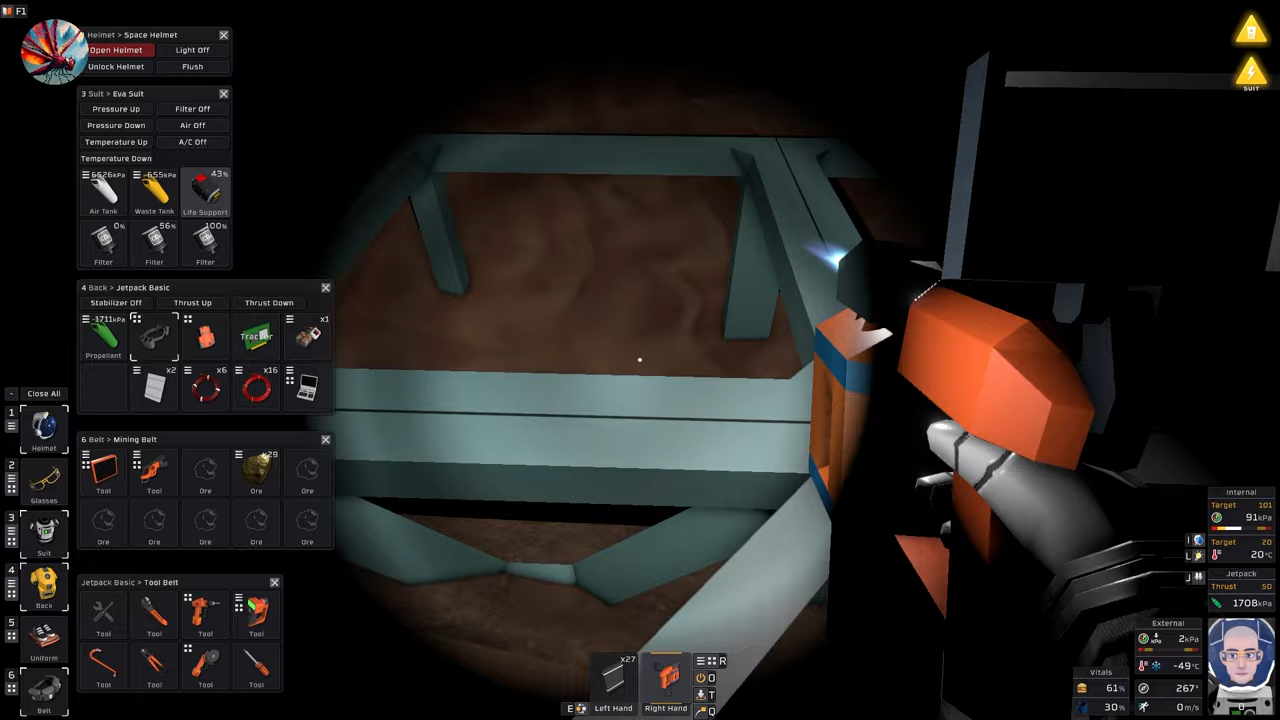 F1
Helmet > Space Helmet
Open Helmet Light Off
Unlock Helmet Flush
3 Suit > Eva Suit
Pressure Up Filter Off
Pressure Down Air Off
Temperature Up A/C Off
Temperature Down
43%
Air Tank Waste Tank Life Support
0% 56% 100%
Filter Filter Filter
4 Back > Jetpack Basic
Stabilizer Off Thrust Up Thrust Down
-1711kPa Tracker x1
Propellant
x2 x6 x16
- Close All
1
Helmet
2
Glasses
3
Suit
4
Back
5
Uniform
6
Belt
6 Belt > Mining Belt
x29
Tool Tool Ore Ore Ore
Ore Ore Ore Ore Ore
Jetpack Basic > Tool Belt
Tool Tool Tool Tool
Tool Tool Tool Tool
x27
E Left Hand Right Hand
R
O
T
Q
SUIT
Internal
Target 101
91kPa
Target 20
20°C
I
L
J
Jetpack
Thrust 50
1708kPa
External
2kPa
-49°C
267°
0m/s
Vitals
61%
30%
0